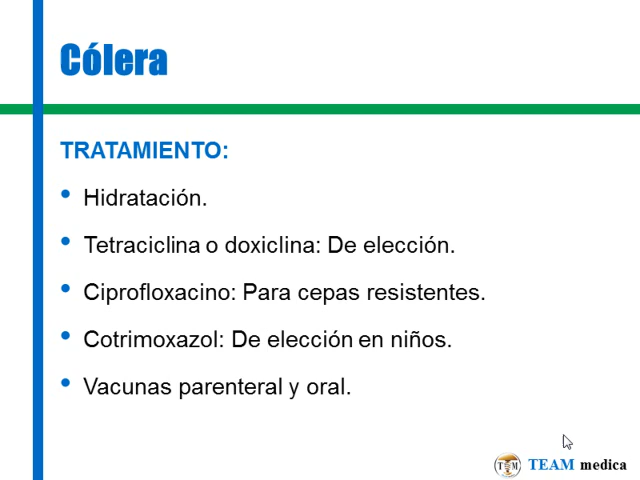 Cólera
TRATAMIENTO:
• Hidratación.
• Tetraciclina o doxiclina: De elección.
• Ciprofloxacino: Para cepas resistentes.
• Cotrimoxazol: De elección en niños.
• Vacunas parenteral y oral.
TEAM medica